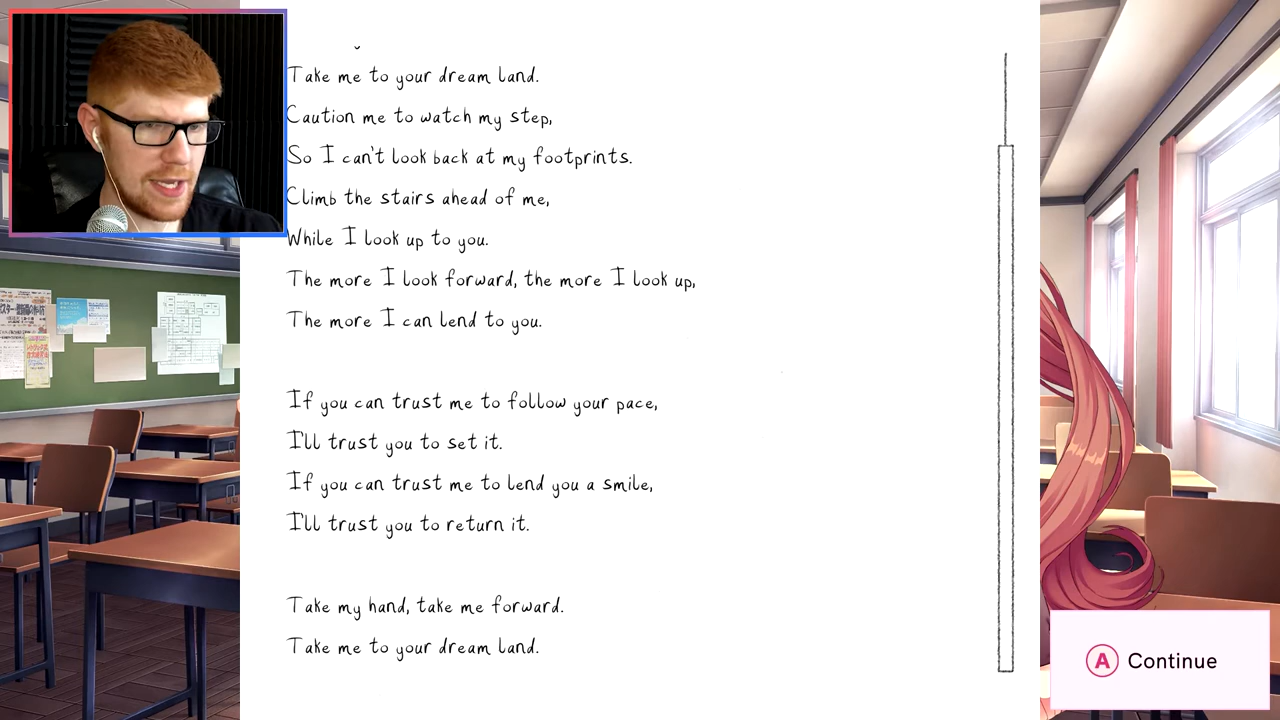 Take me to your dream land.
Caution me to watch my step,
So I can't look back at my footprints.
Climb the stairs ahead of me,
While I look up to you.
The more I look forward, the more I look up,
The more I can lend to you.
If you can trust me to follow your pace,
I'll trust you to set it.
If you can trust me to lend you a smile,
I'll trust you to return it.
Take my hand, take me forward.
Take me to your dream land.
A Continue